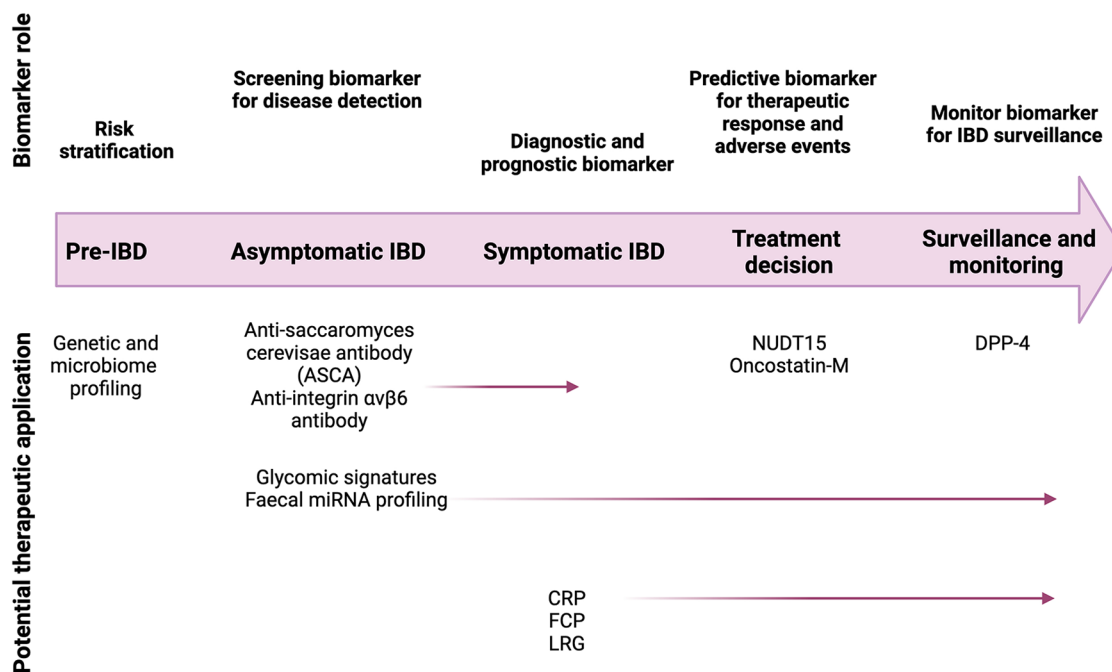 Biomarker role
Risk
stratification
Screening biomarker
for disease detection
Diagnostic and
prognostic biomarker
Predictive biomarker
for therapeutic
response and
adverse events
Monitor biomarker
for IBD surveillance
Pre-IBD
Asymptomatic IBD
Symptomatic IBD
Treatment
decision
Surveillance and
monitoring
Potential therapeutic application
Genetic and
microbiome
profiling
Anti-saccaromyces
cerevisae antibody
(ASCA)
Anti-integrin αvβ6
antibody
NUDT15
Oncostatin-M
DPP-4
Glycomic signatures
Faecal miRNA profiling
CRP
FCP
LRG